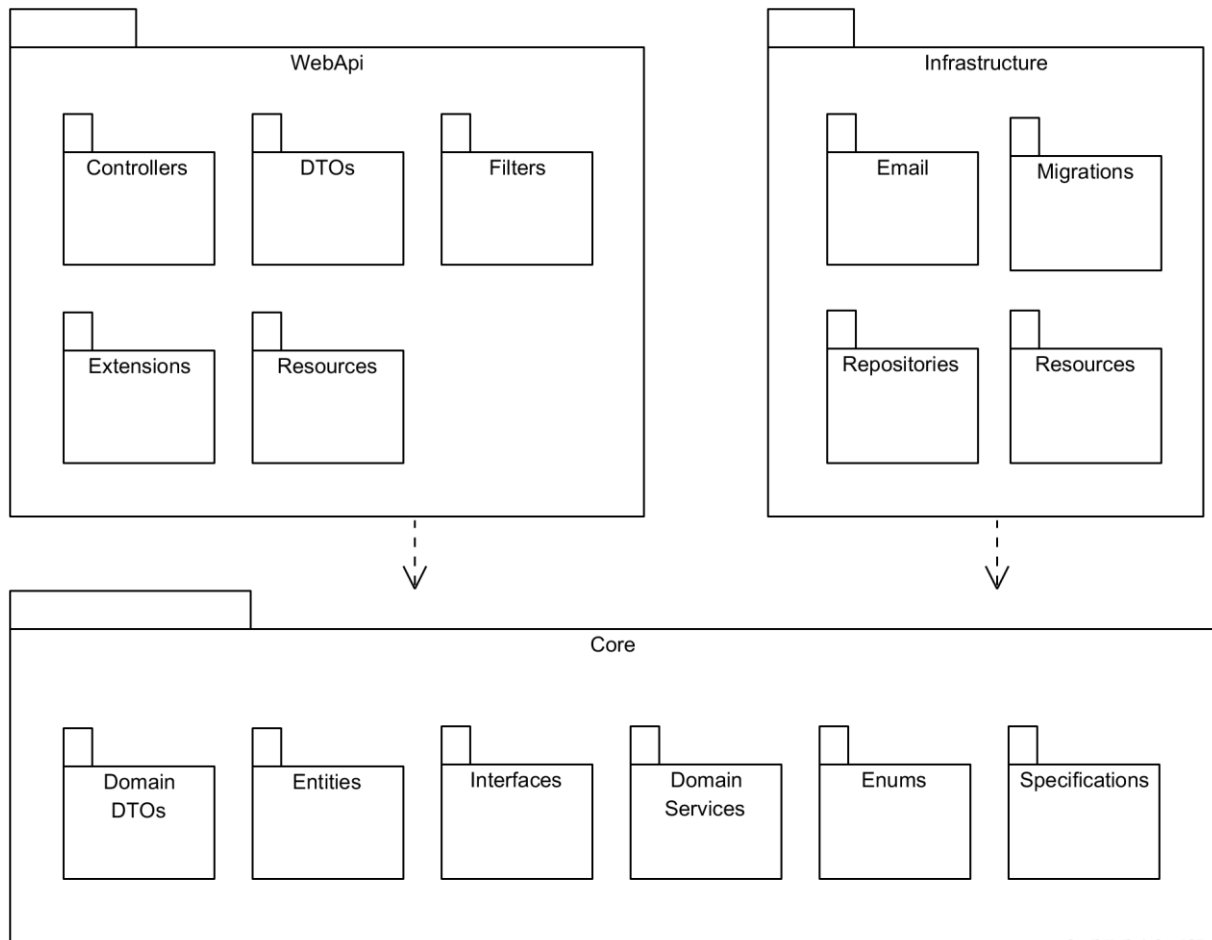 WebApi
Controllers
DTOs
Filters
Extensions
Resources
Infrastructure
Email
Migrations
Repositories
Resources
Core
Domain
DTOs
Entities
Interfaces
Domain
Services
Enums
Specifications